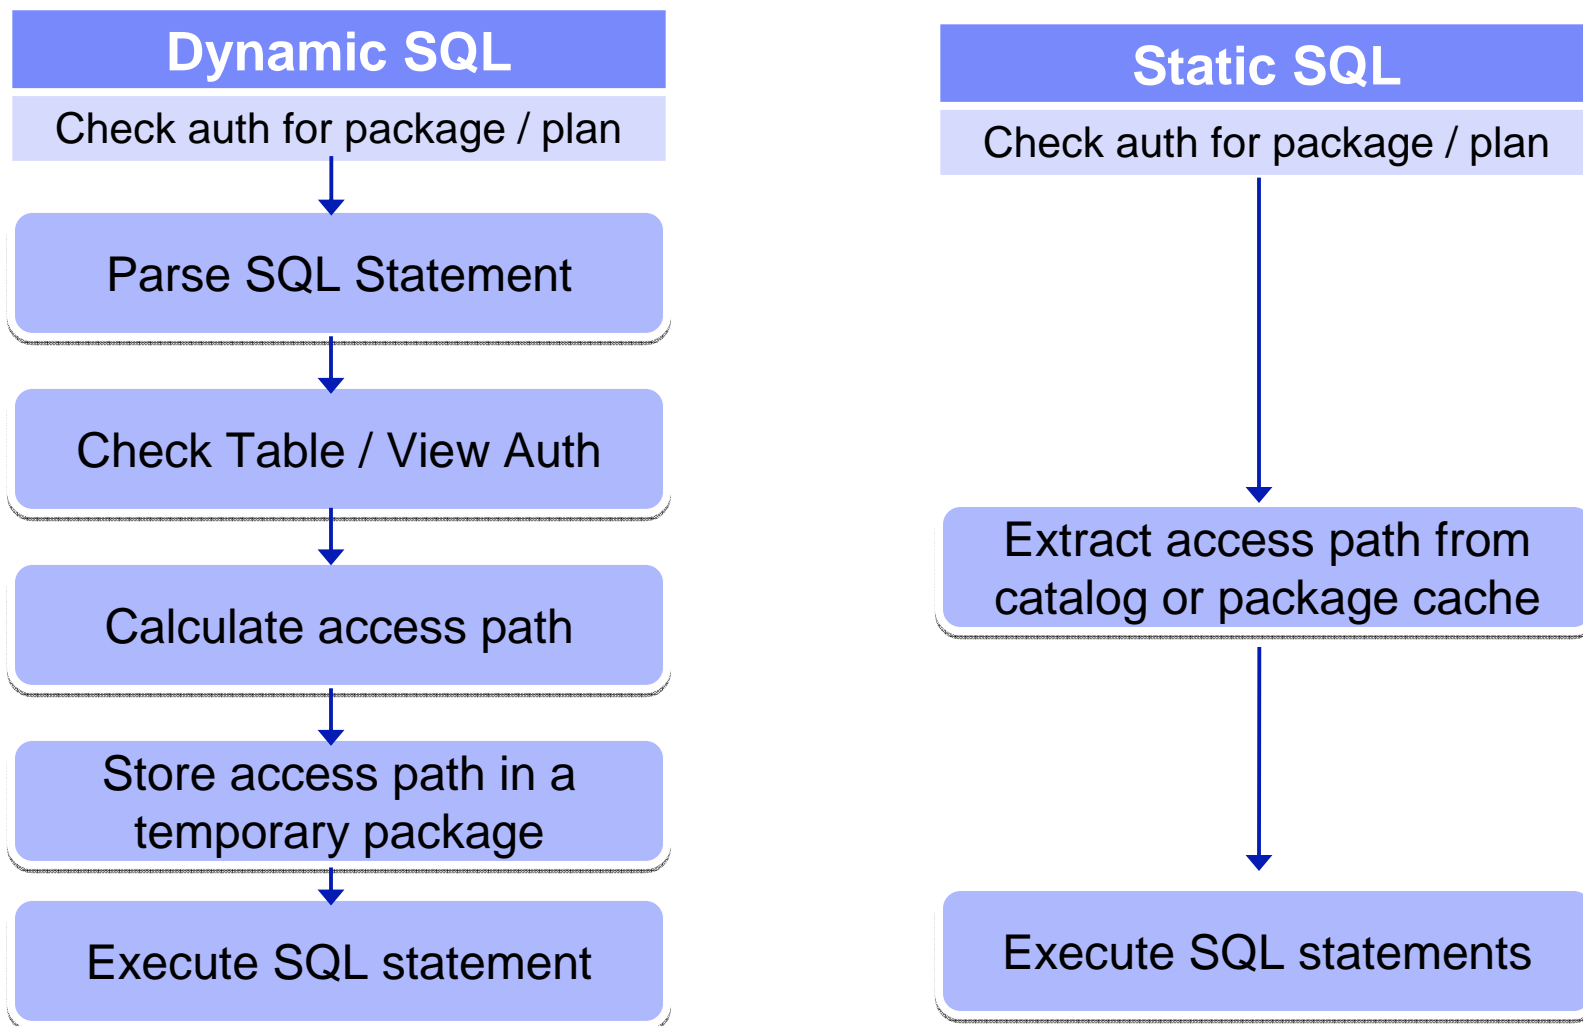 Dynamic SQL
Check auth for package / plan
Parse SQL Statement
Check Table / View Auth
Calculate access path
Store access path in a
temporary package
Execute SQL statement
Static SQL
Check auth for package / plan
Extract access path from
catalog or package cache
Execute SQL statements